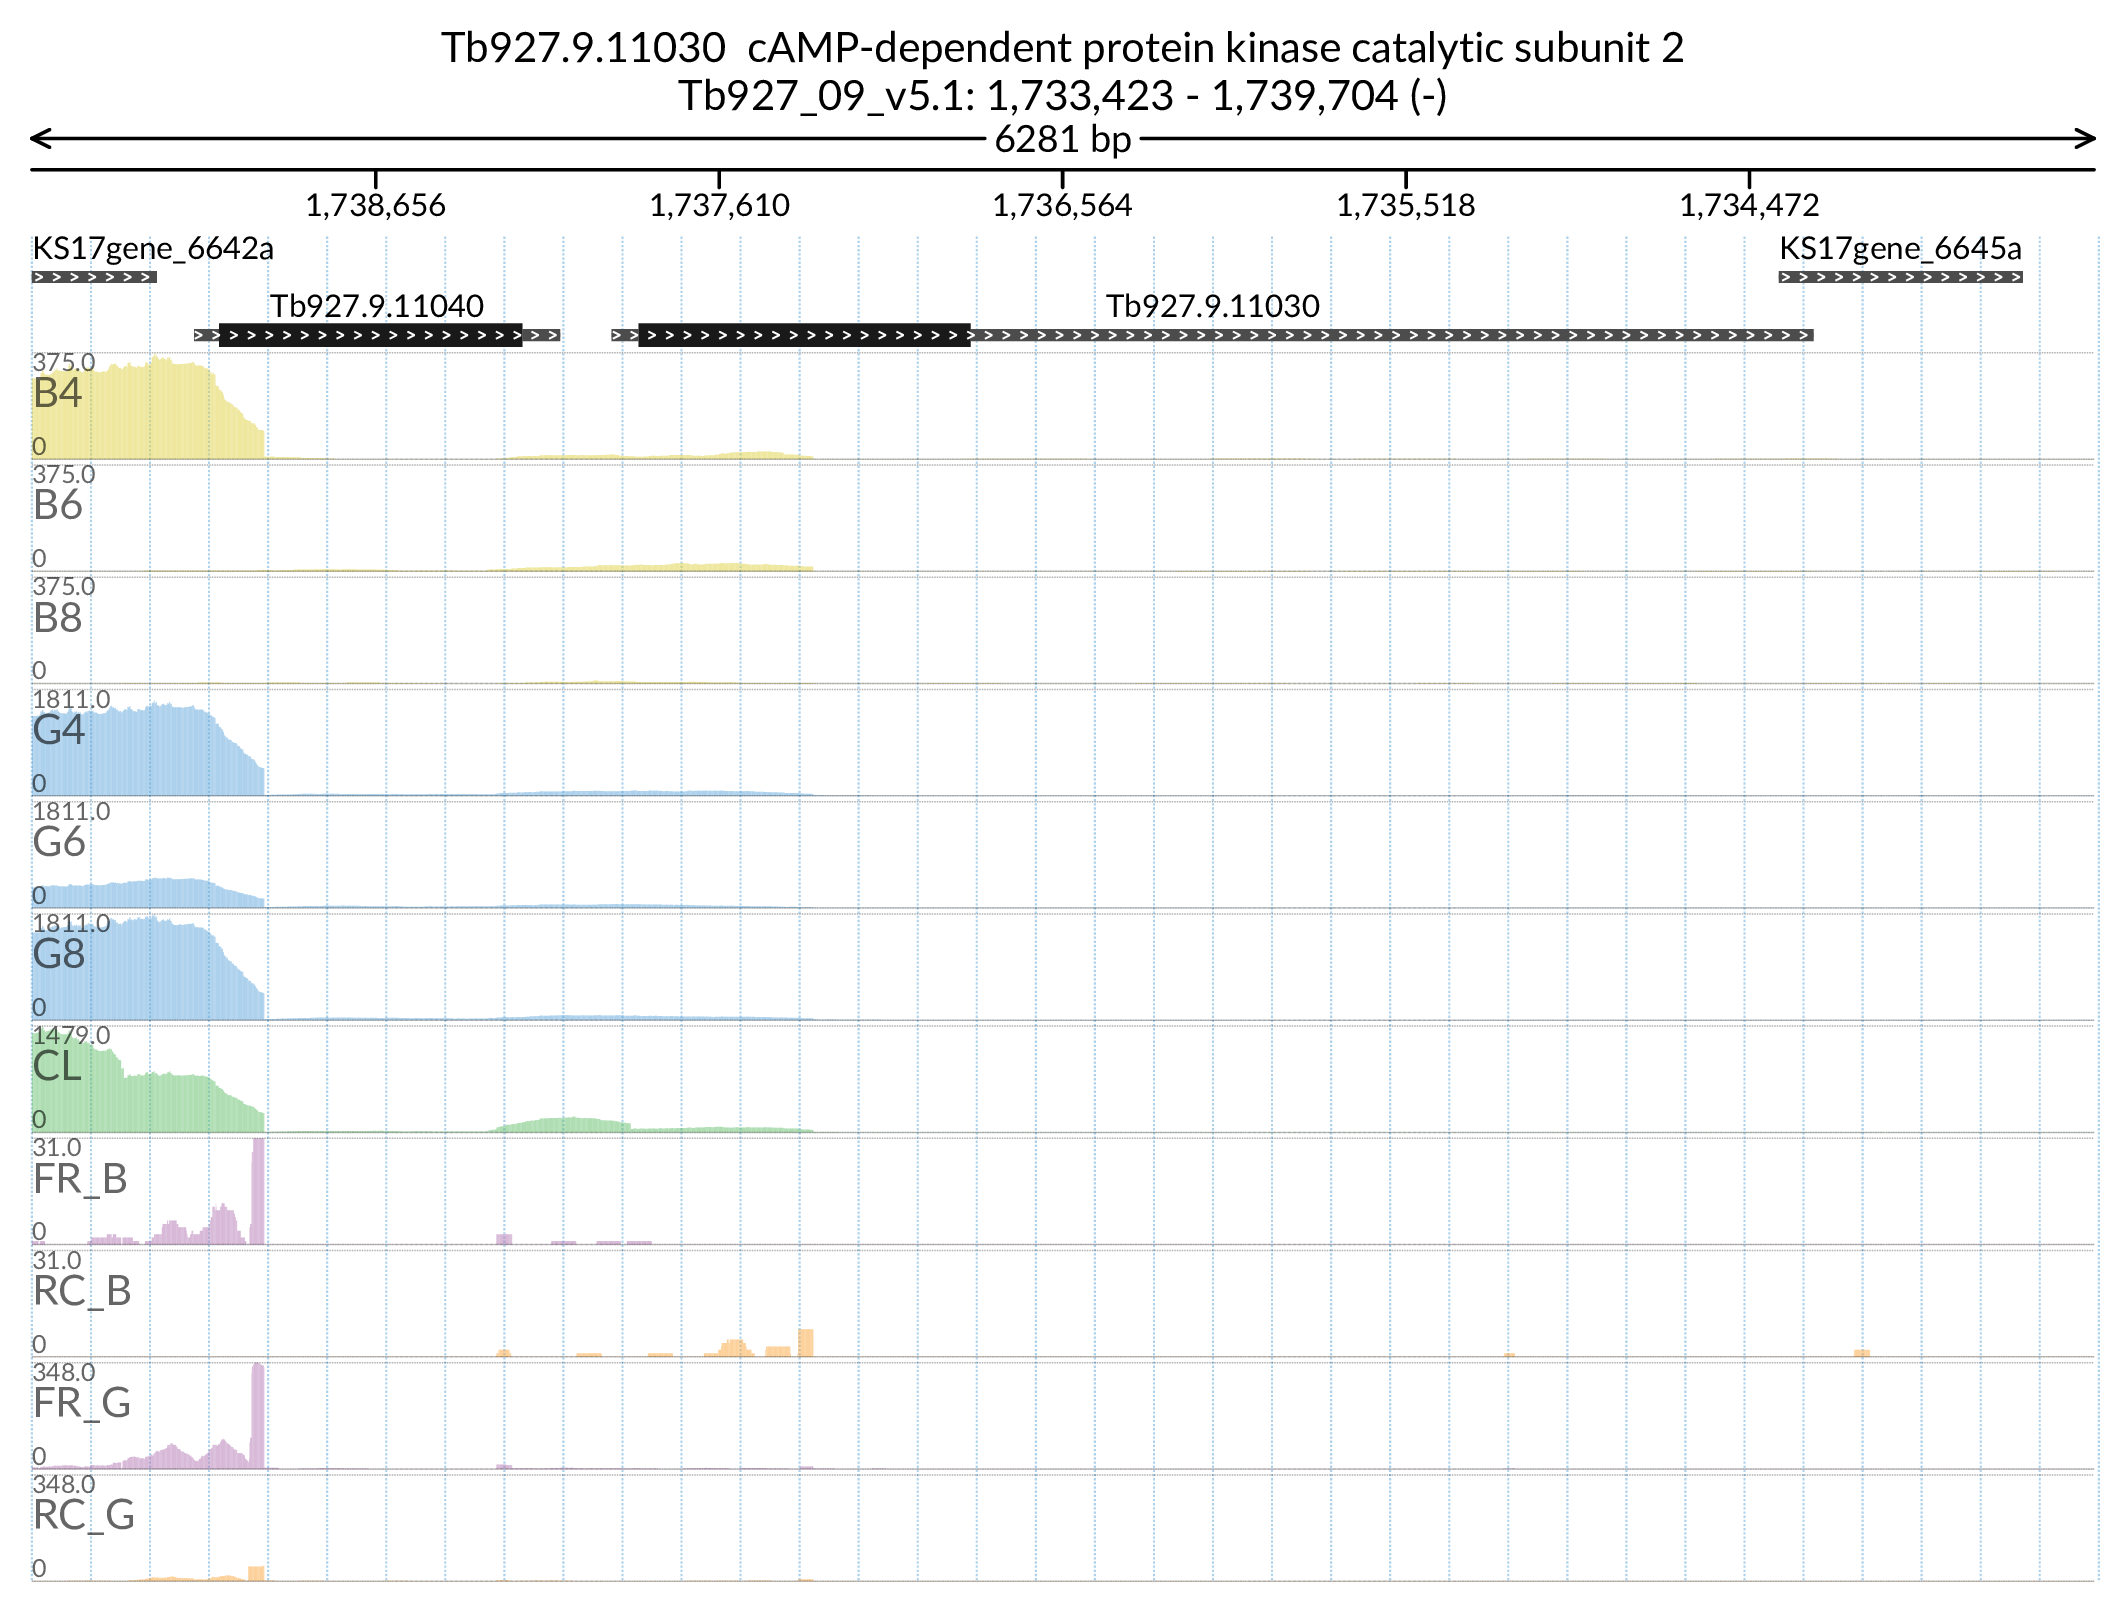 Tb927.9.11030  cAMP-dependent protein kinase catalytic subunit 2
Tb927_09_v5.1: 1,733,423 - 1,739,704 (-)
6281 bp
1,738,656 1,737,610 1,736,564 1,735,518 1,734,472
KS17gene_6642a KS17gene_6645a
Tb927.9.11040 Tb927.9.11030
375.0
B4
0
375.0
B6
0
375.0
B8
0
1811.0
G4
0
1811.0
G6
0
1811.0
G8
0
1479.0
CL
0
31.0
FR_B
0
31.0
RC_B
0
348.0
FR_G
0
348.0
RC_G
0